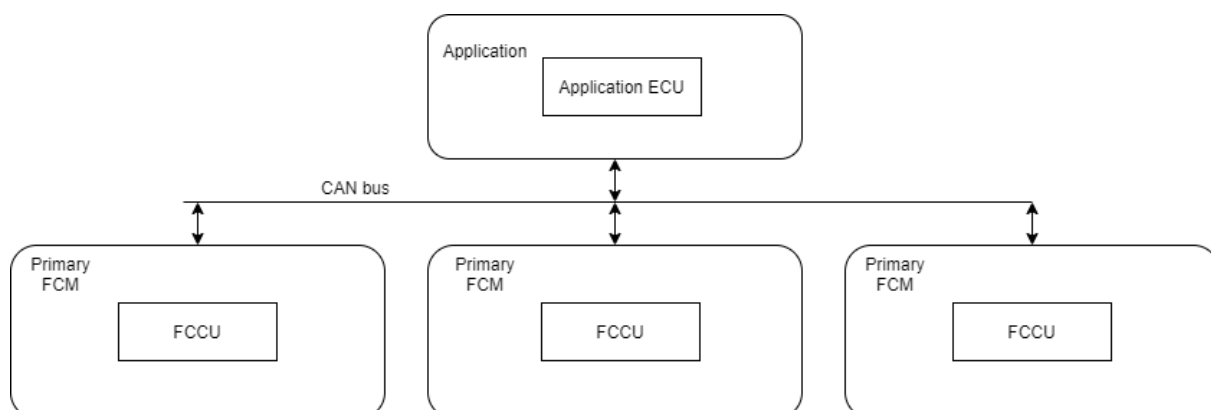 Application
Application ECU
CAN bus
Primary
FCM
FCCU
Primary
FCM
FCCU
Primary
FCM
FCCU